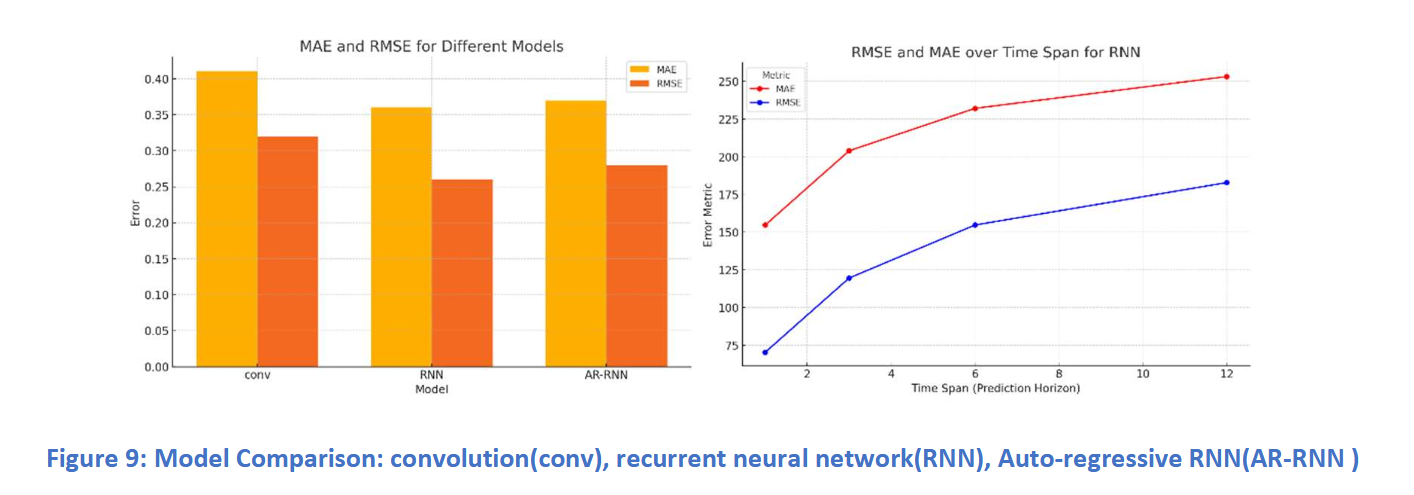 MAE and RMSE for Different Models
MAE
RMSE
0.40
0.35
0.30
0.25
0.20
0.15
0.10
0.05
0.00
Error
conv
RNN
AR-RNN
Model
RMSE and MAE over Time Span for RNN
Metric
MAE
RMSE
250
225
200
175
150
125
100
75
Error Metric
2
4
6
8
10
12
Time Span (Prediction Horizon)
Figure 9: Model Comparison: convolution(conv), recurrent neural network(RNN), Auto-regressive RNN(AR-RNN )